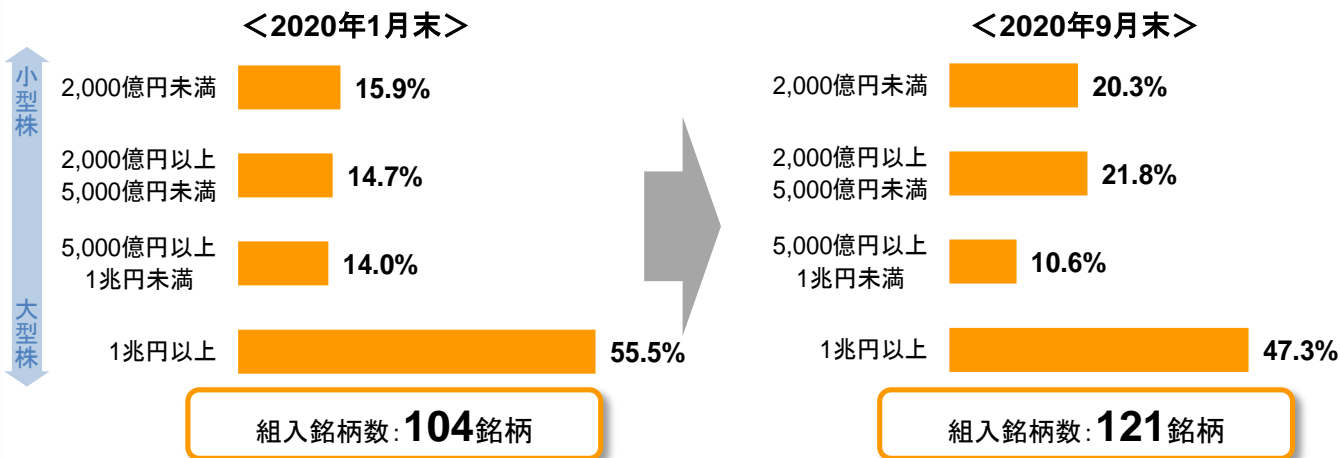 ＜2020年1月末＞
小型株
大型株
2,000億円未満
15.9%
2,000億円以上
5,000億円未満
14.7%
5,000億円以上
1兆円未満
14.0%
1兆円以上
55.5%
組入銘柄数：104銘柄
＜2020年9月末＞
2,000億円未満
20.3%
2,000億円以上
5,000億円未満
21.8%
5,000億円以上
1兆円未満
10.6%
1兆円以上
47.3%
組入銘柄数：121銘柄